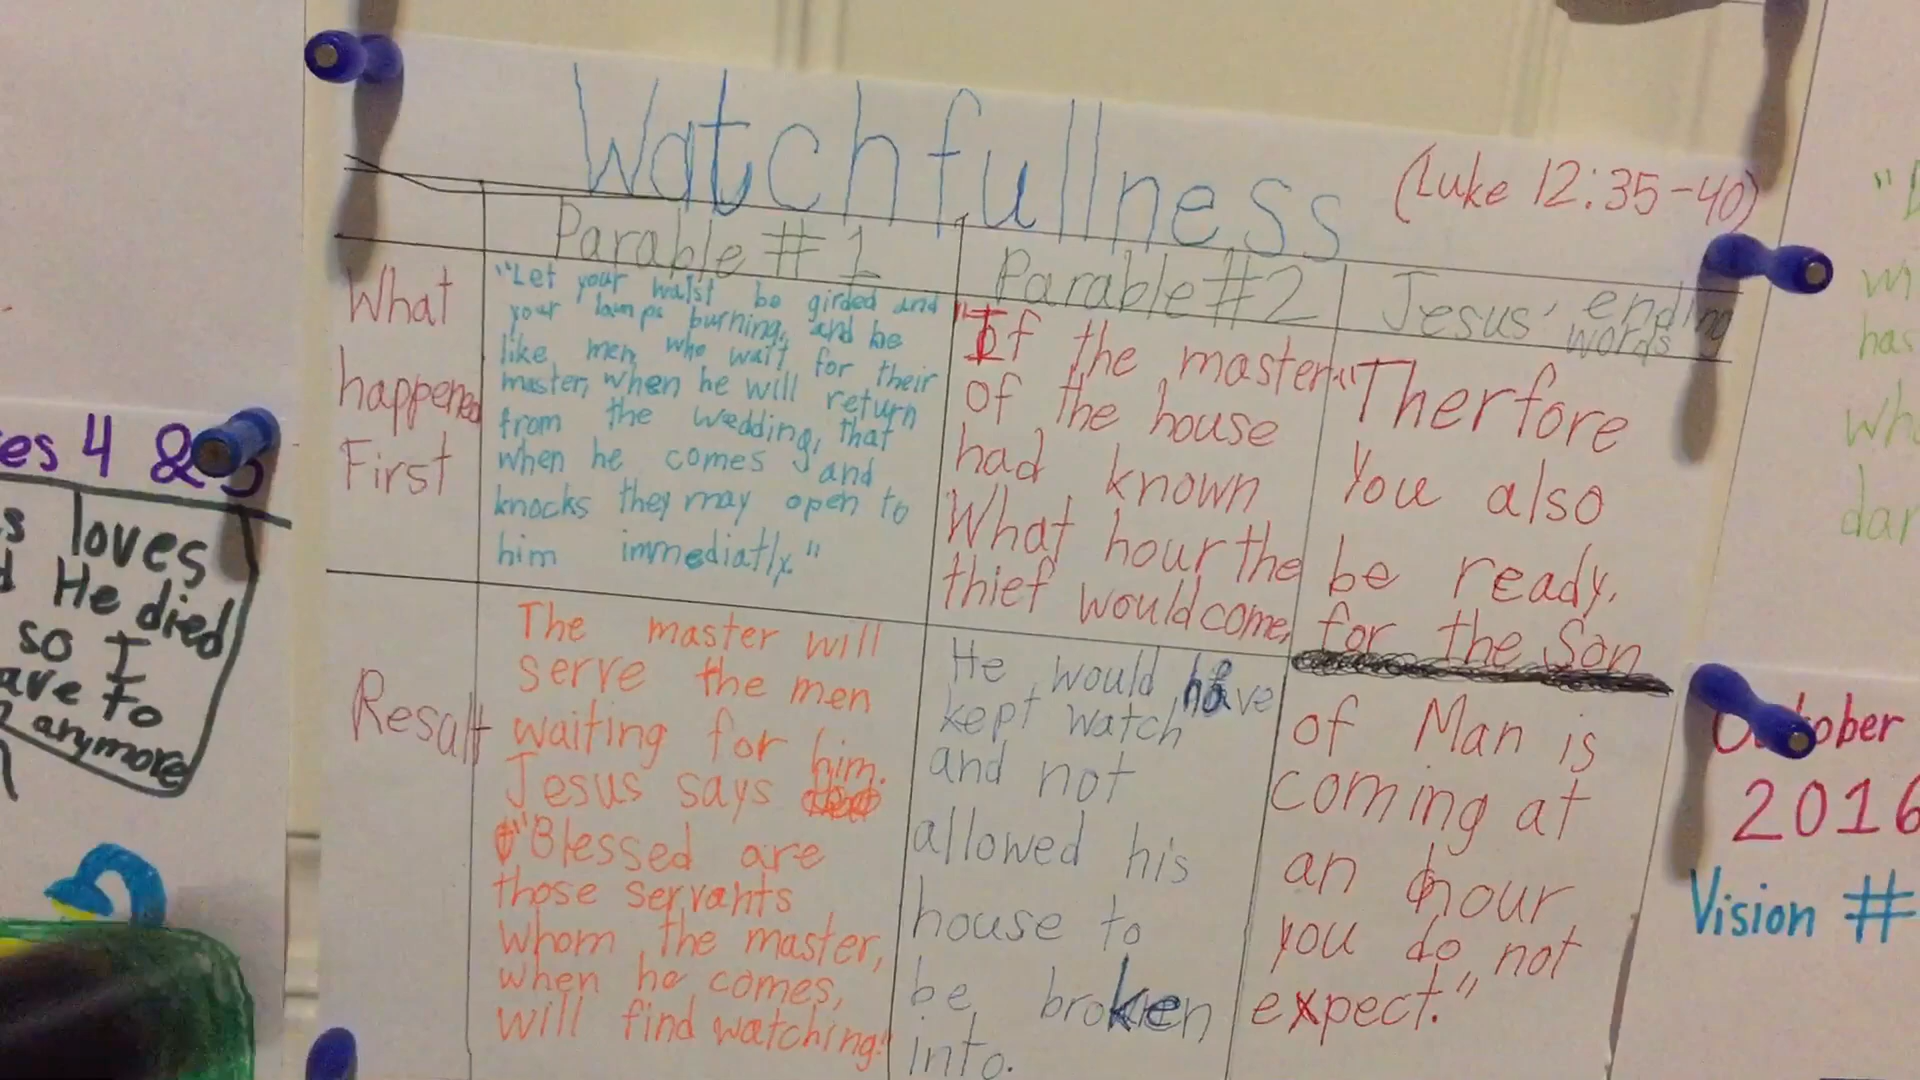 Watchfullness
(Luke 12:35-40)
Parable # 1
Parable #2
Jesus' ending
words
What
happened
First
"Let your waist be girded and
your lamps burning, and be
like men who wait for their
master, when he will return
from the wedding, that
when he comes and
knocks they may open to
him immediatly."
"If the master
of the house
had known
What hour the
thief would come,
"Therfore
You also
be ready,
for the Son
of Man is
coming at
an hour
you do not
expect."
Result
The master will
serve the men
waiting for him.
Jesus says
"Blessed are
those servants
whom the master,
when he comes,
will find watching."
He would have
kept watch
and not
allowed his
house to
be broken
into.
es 4 & 5
s loves
He died
so I
ave to
anymore
October
2016
Vision #
has
dar